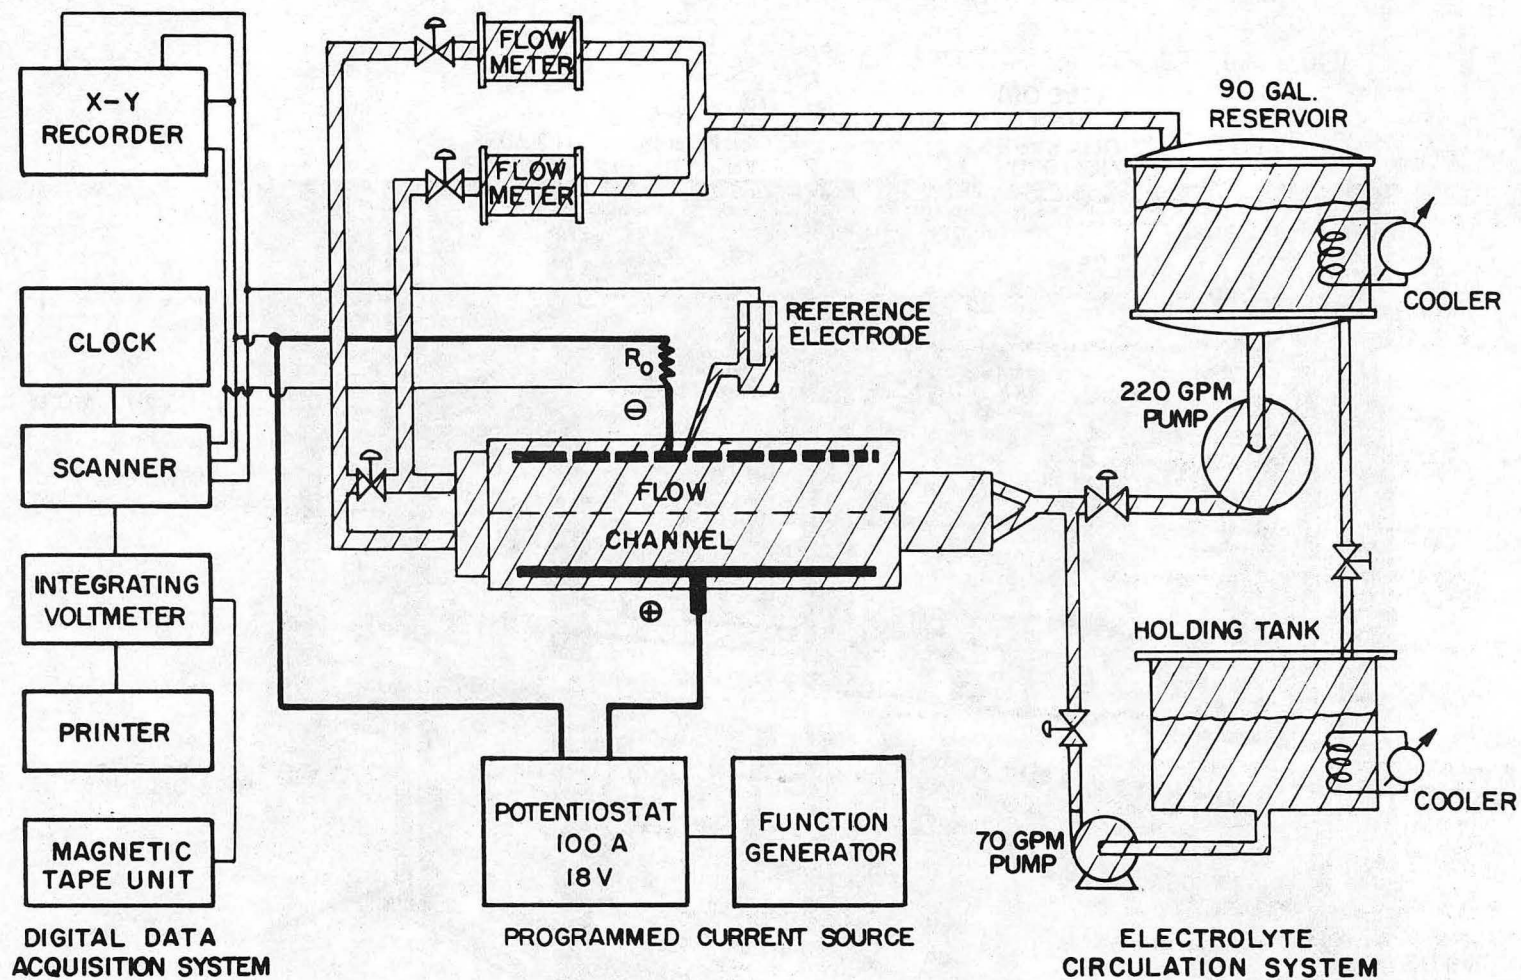 X-Y
RECORDER
FLOW
METER
FLOW
METER
90 GAL.
RESERVOIR
COOLER
CLOCK
REFERENCE
ELECTRODE
Ro
⊖
220 GPM
PUMP
SCANNER
FLOW
CHANNEL
⊕
INTEGRATING
VOLTMETER
HOLDING TANK
PRINTER
COOLER
POTENTIOSTAT
100 A
18 V
FUNCTION
GENERATOR
70 GPM
PUMP
MAGNETIC
TAPE UNIT
DIGITAL DATA
ACQUISITION SYSTEM
PROGRAMMED CURRENT SOURCE
ELECTROLYTE
CIRCULATION SYSTEM